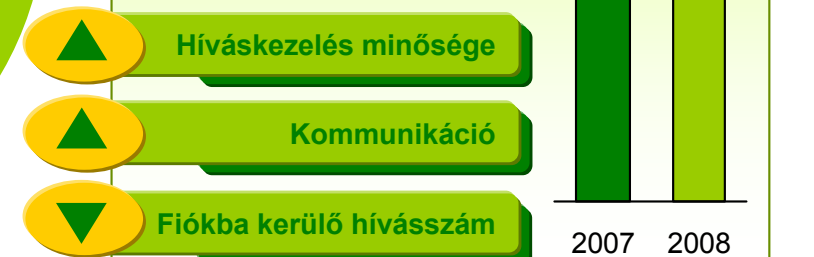 Híváskezelés minősége
Kommunikáció
Fiókba kerülő hívásszám
2007 2008